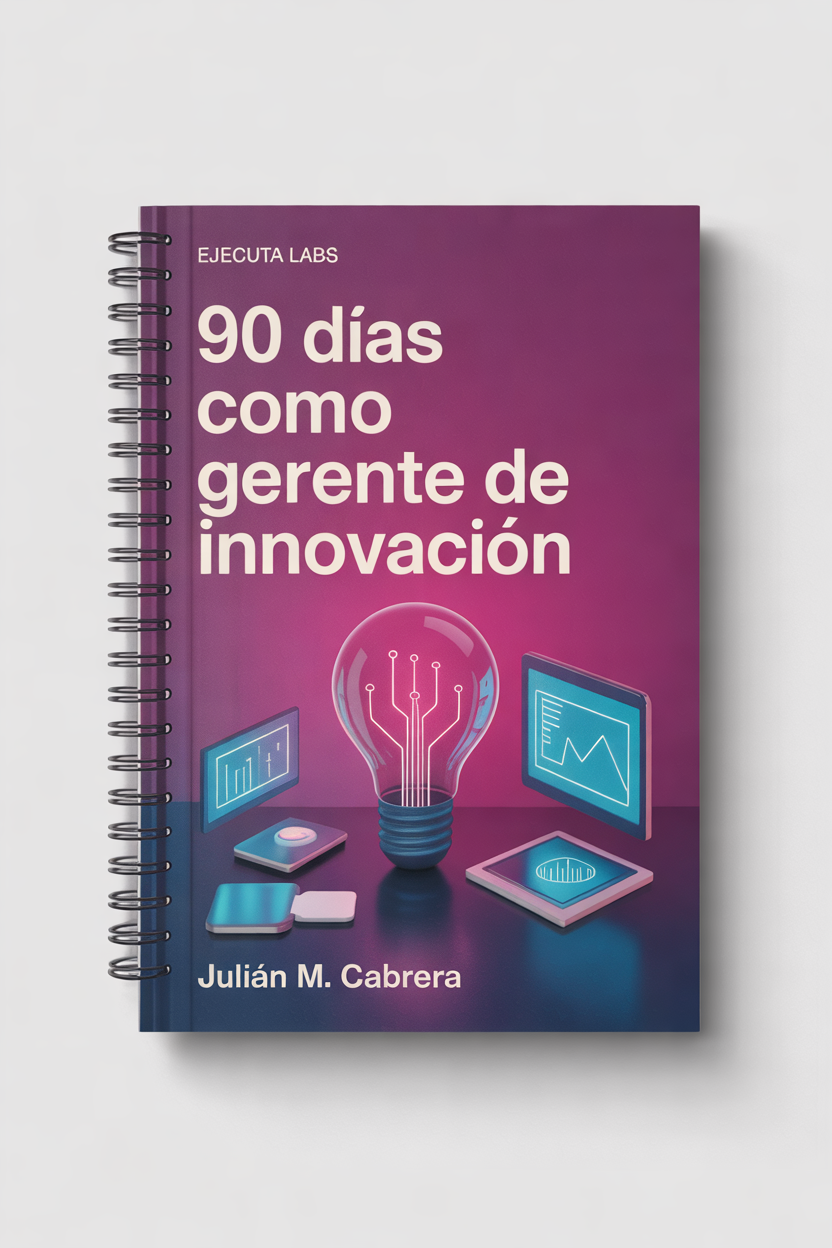 EJECUTA LABS
90 días
como
gerente de
innovación
Julián M. Cabrera